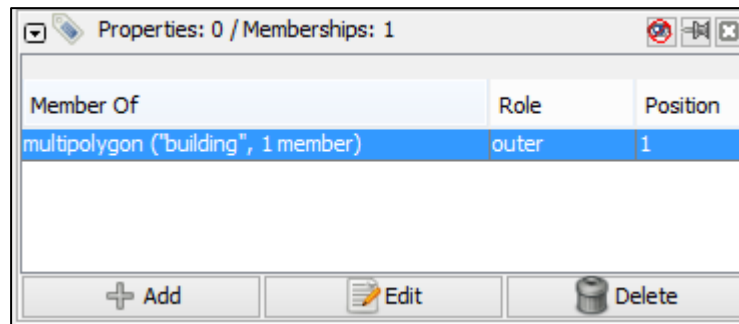 Properties: 0 / Memberships: 1
Member Of Role Position
multipolygon ("building", 1 member) outer 1
Add Edit Delete